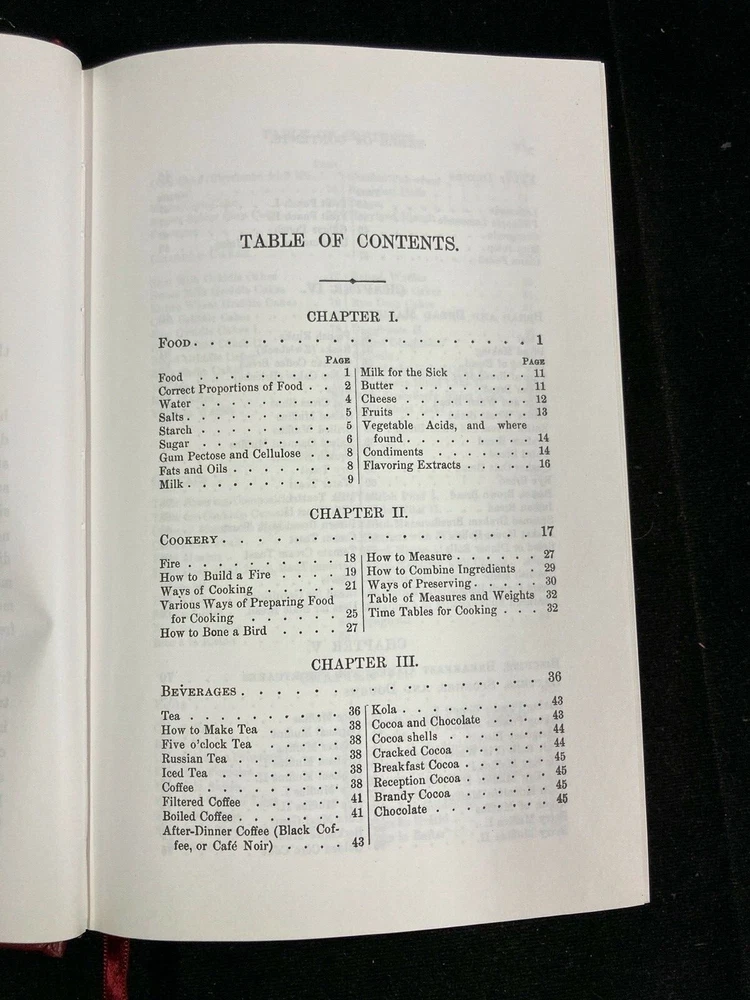 TABLE OF CONTENTS.
CHAPTER I.
FOOD . . . . . . . . . . . . . . . . . . 1
PAGE
Food . . . . . . . . . 1
Correct Proportions of Food . . 2
Water . . . . . . . . . 4
Salts . . . . . . . . . . 5
Starch . . . . . . . . . 5
Sugar . . . . . . . . . 6
Gum Pectose and Cellulose . . 8
Fats and Oils . . . . . . . 8
Milk . . . . . . . . . . 9
PAGE
Milk for the Sick . . . . . 11
Butter . . . . . . . . . 11
Cheese . . . . . . . . . 12
Fruits . . . . . . . . . 13
Vegetable Acids, and where
found . . . . . . . . . 14
Condiments . . . . . . . 14
Flavoring Extracts . . . . . 16
CHAPTER II.
COOKERY . . . . . . . . . . . . . . . . 17
Fire . . . . . . . . . . 18
How to Build a Fire . . . . 19
Ways of Cooking . . . . . 21
Various Ways of Preparing Food
for Cooking . . . . . . 25
How to Bone a Bird . . . . 27
How to Measure . . . . . . 27
How to Combine Ingredients . 29
Ways of Preserving . . . . . 30
Table of Measures and Weights 32
Time Tables for Cooking . . . 32
CHAPTER III.
BEVERAGES . . . . . . . . . . . . . . . 36
Tea . . . . . . . . . . 36
How to Make Tea . . . . . 38
Five o'clock Tea . . . . . 38
Russian Tea . . . . . . . 38
Iced Tea . . . . . . . . 38
Coffee . . . . . . . . . 38
Filtered Coffee . . . . . . 41
Boiled Coffee . . . . . . . 41
After-Dinner Coffee (Black Cof-
fee, or Café Noir) . . . . 43
Kola . . . . . . . . . . 43
Cocoa and Chocolate . . . . 43
Cocoa shells . . . . . . . 44
Cracked Cocoa . . . . . . 44
Breakfast Cocoa . . . . . . 45
Reception Cocoa . . . . . . 45
Brandy Cocoa . . . . . . 45
Chocolate . . . . . . . . 45